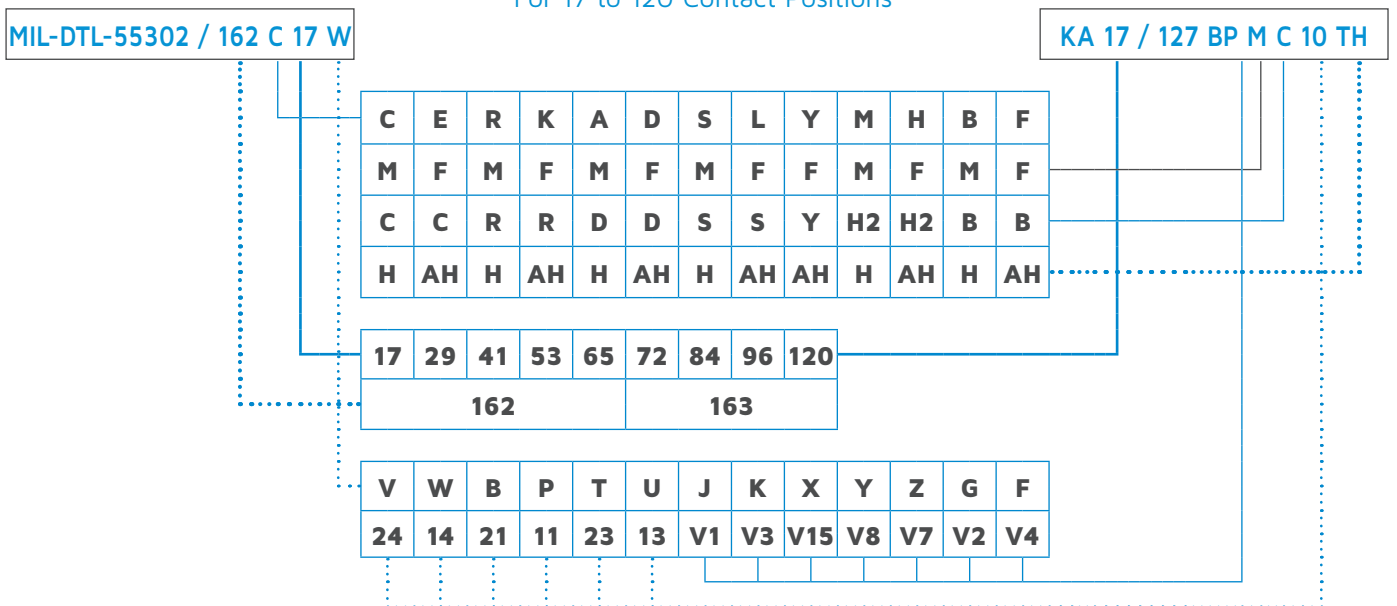 For 17 to 120 Contact Positions
MIL-DTL-55302 / 162 C 17 W
KA 17 / 127 BP M C 10 TH
C E R K A D S L Y M H B F
M F M F M F M F F M F M F
C C R R D D S S Y H2 H2 B B
H AH H AH H AH H AH AH H AH H AH
17 29 41 53 65 72 84 96 120
162 163
V W B P T U J K X Y Z G F
24 14 21 11 23 13 V1 V3 V15 V8 V7 V2 V4